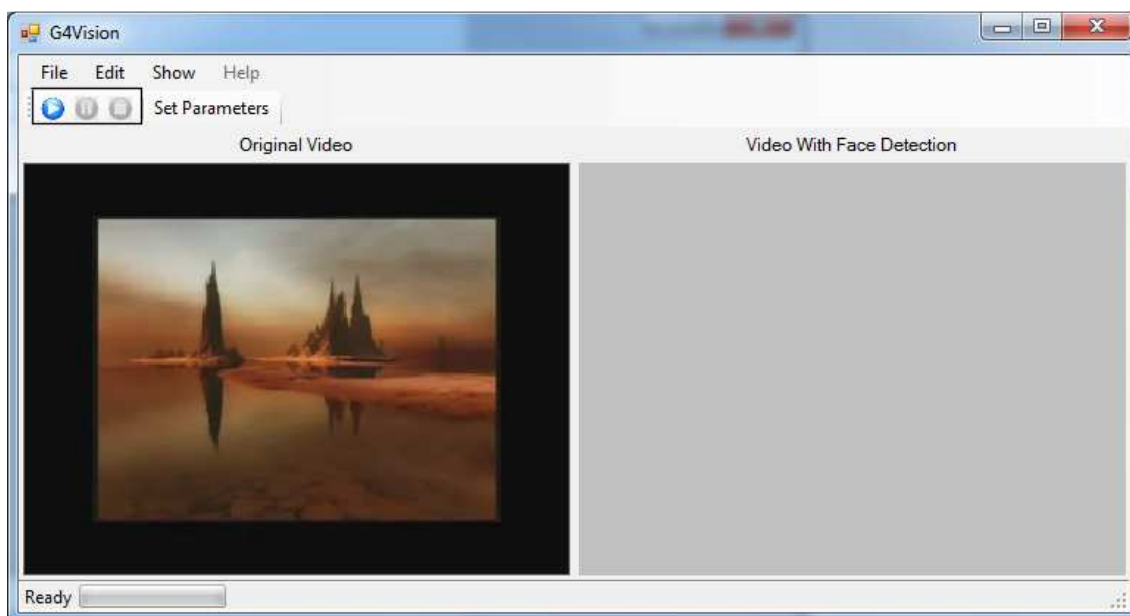 G4Vision
File Edit Show Help
Set Parameters
Original Video Video With Face Detection
Ready